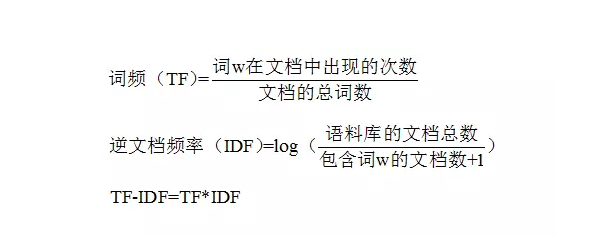 词频（TF)=词w在文档中出现的次数
文档的总词数
逆文档频率（IDF)=log（语料库的文档总数
包含词w的文档数+1）
TF-IDF=TF*IDF